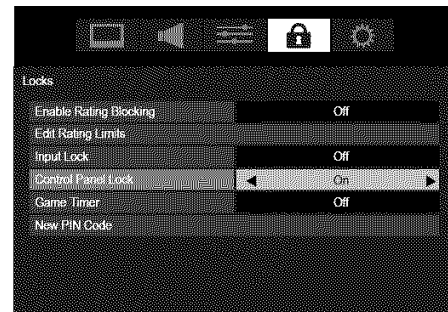 Locks
Enable Rating Blocking Off
Edit Rating Limits
Input Lock Off
Control Panel Lock On
Game Timer Off
New PIN Code